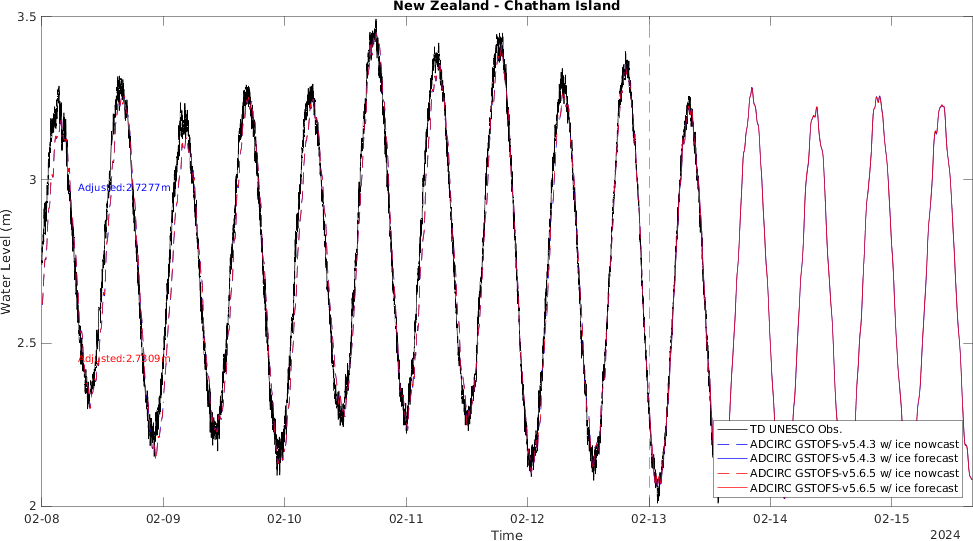 New Zealand - Chatham Island
3.5
3
2.5
2
Water Level (m)
Adjusted:2.7277m
Adjusted:2.7309m
TD UNESCO Obs.
ADCIRC GSTOFS-v5.4.3 w/ ice nowcast
ADCIRC GSTOFS-v5.4.3 w/ ice forecast
ADCIRC GSTOFS-v5.6.5 w/ ice nowcast
ADCIRC GSTOFS-v5.6.5 w/ ice forecast
02-08 02-09 02-10 02-11 02-12 02-13 02-14 02-15
Time
2024